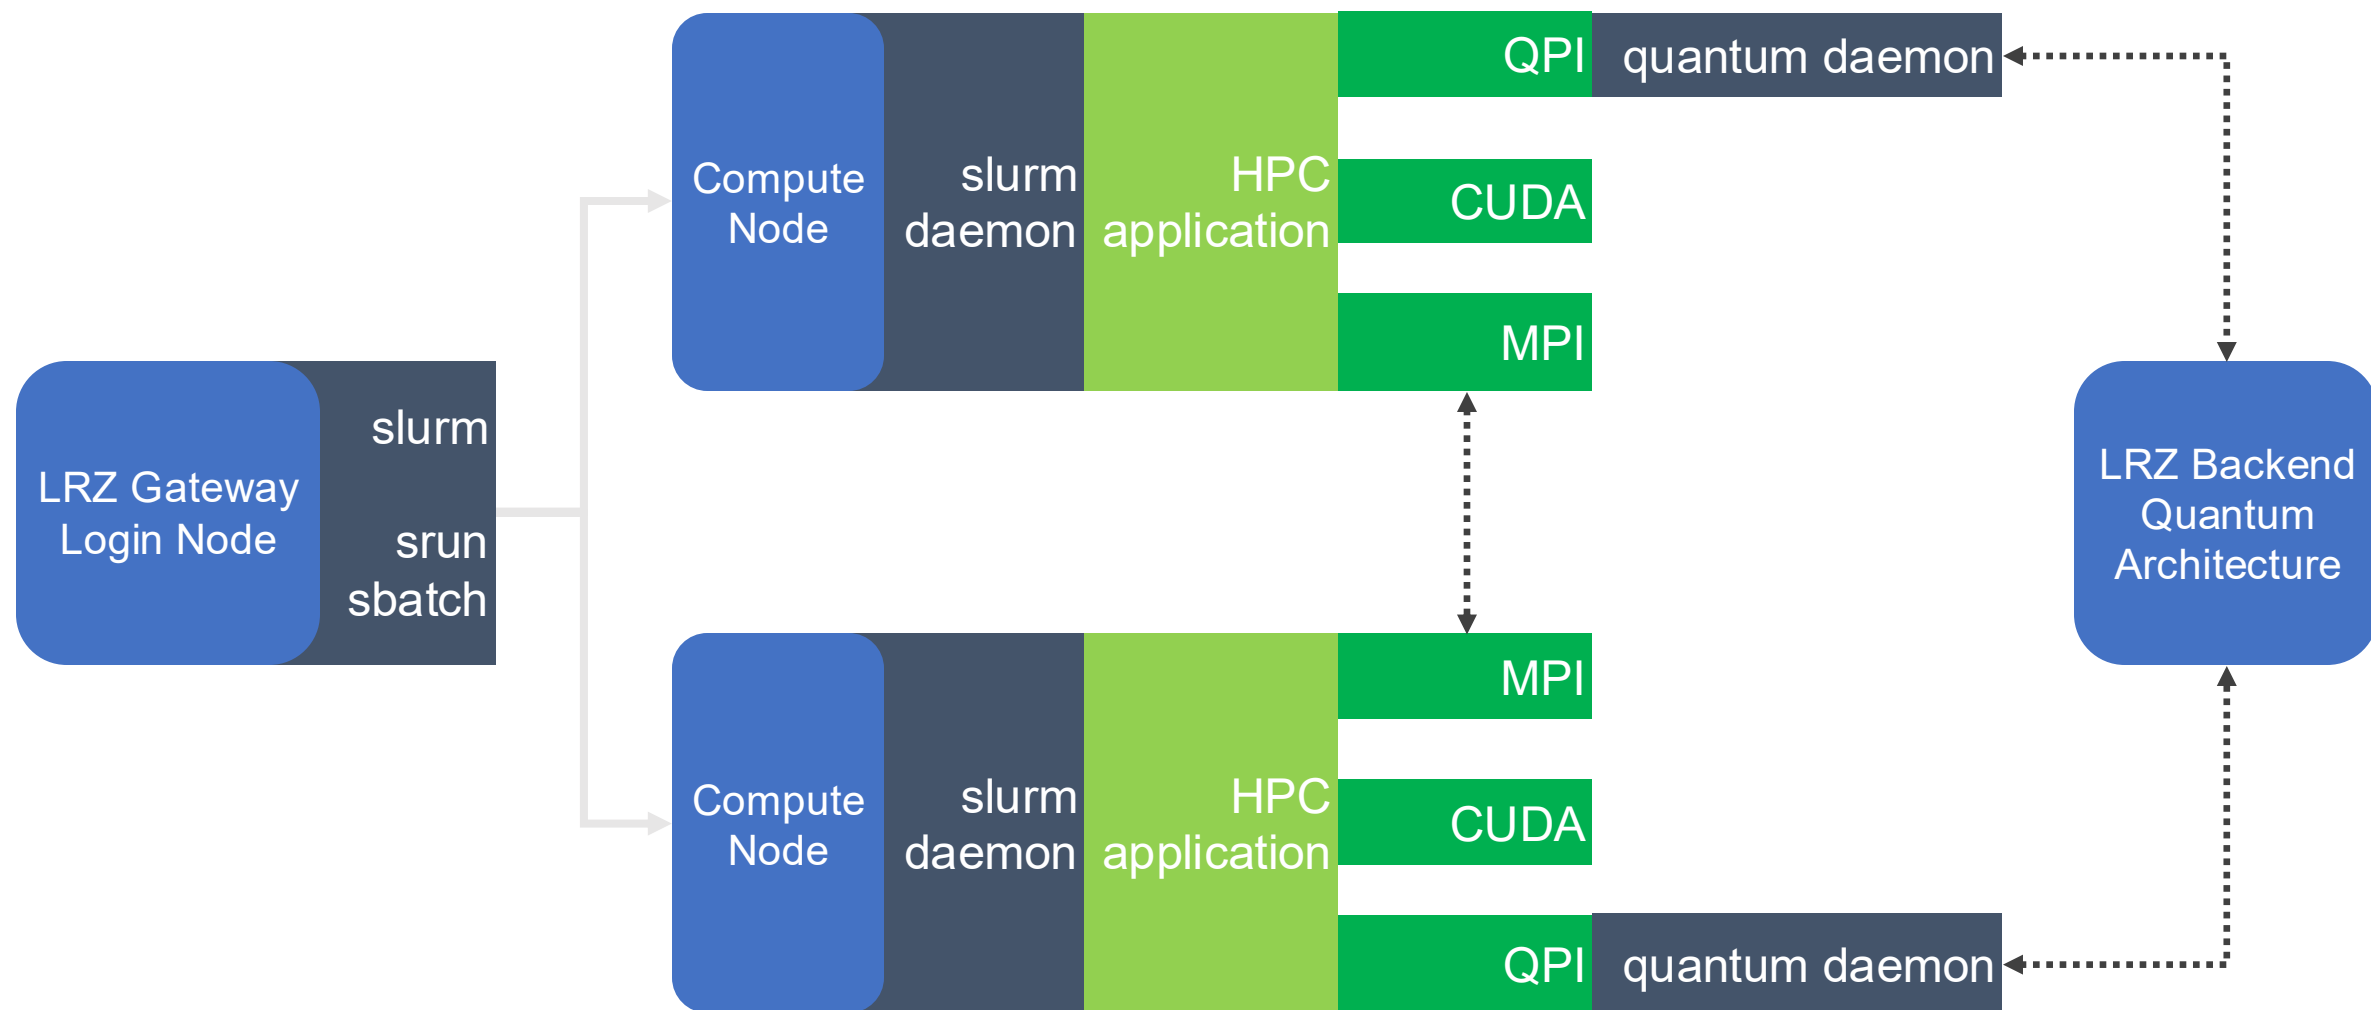 LRZ Gateway
Login Node
slurm
srun
sbatch
Compute
Node
slurm
daemon
HPC
application
QPI
quantum daemon
CUDA
MPI
Compute
Node
slurm
daemon
HPC
application
MPI
CUDA
QPI
quantum daemon
LRZ Backend
Quantum
Architecture